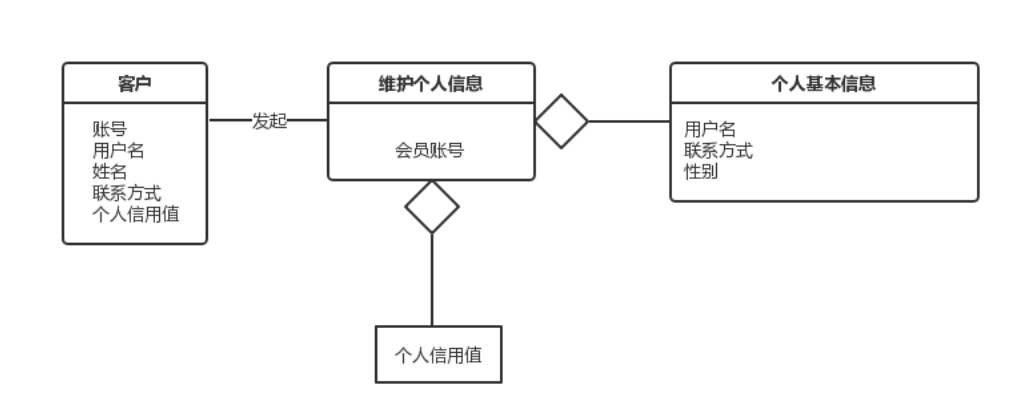 客户
账号
用户名
姓名
联系方式
个人信用值
发起
维护个人信息
会员账号
个人基本信息
用户名
联系方式
性别
个人信用值